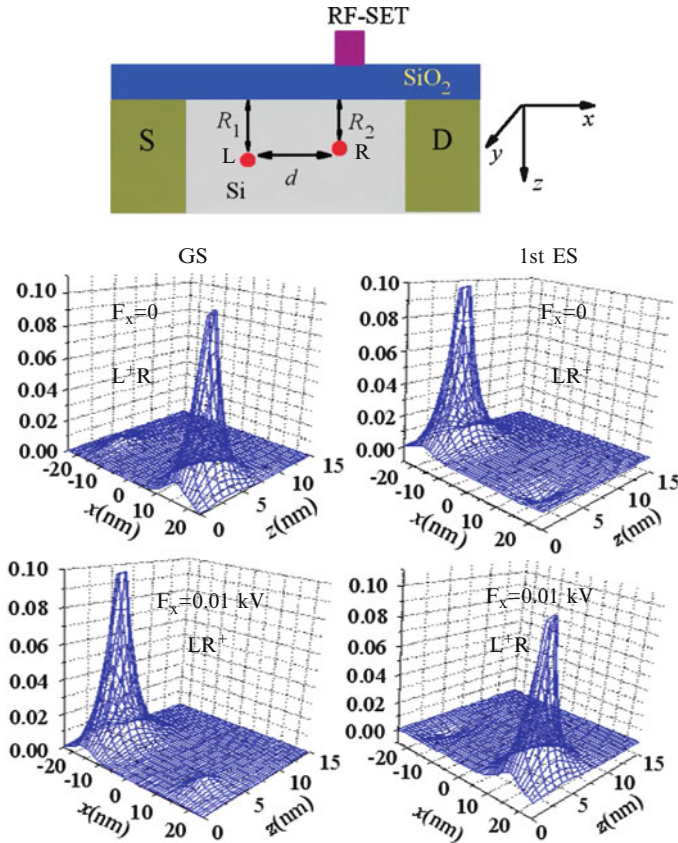 RF-SET
SiO2
S
R1
R2
D
L
R
d
Si
x
y
z
GS
1st ES
0.10
0.08
0.06
0.04
0.02
0.00
Fx=0
L+R
-20
-10
0
10
20
x(nm)
0
5
10
15
z(nm)
0.10
0.08
0.06
0.04
0.02
0.00
Fx=0
LR+
-20
-10
0
10
20
x(nm)
0
5
10
15
z(nm)
0.10
0.08
0.06
0.04
0.02
0.00
Fx=0.01 kV
LR+
-20
-10
0
10
20
x(nm)
0
5
10
15
z(nm)
0.10
0.08
0.06
0.04
0.02
0.00
Fx=0.01 kV
L+R
-20
-10
0
10
20
x(nm)
0
5
10
15
z(nm)